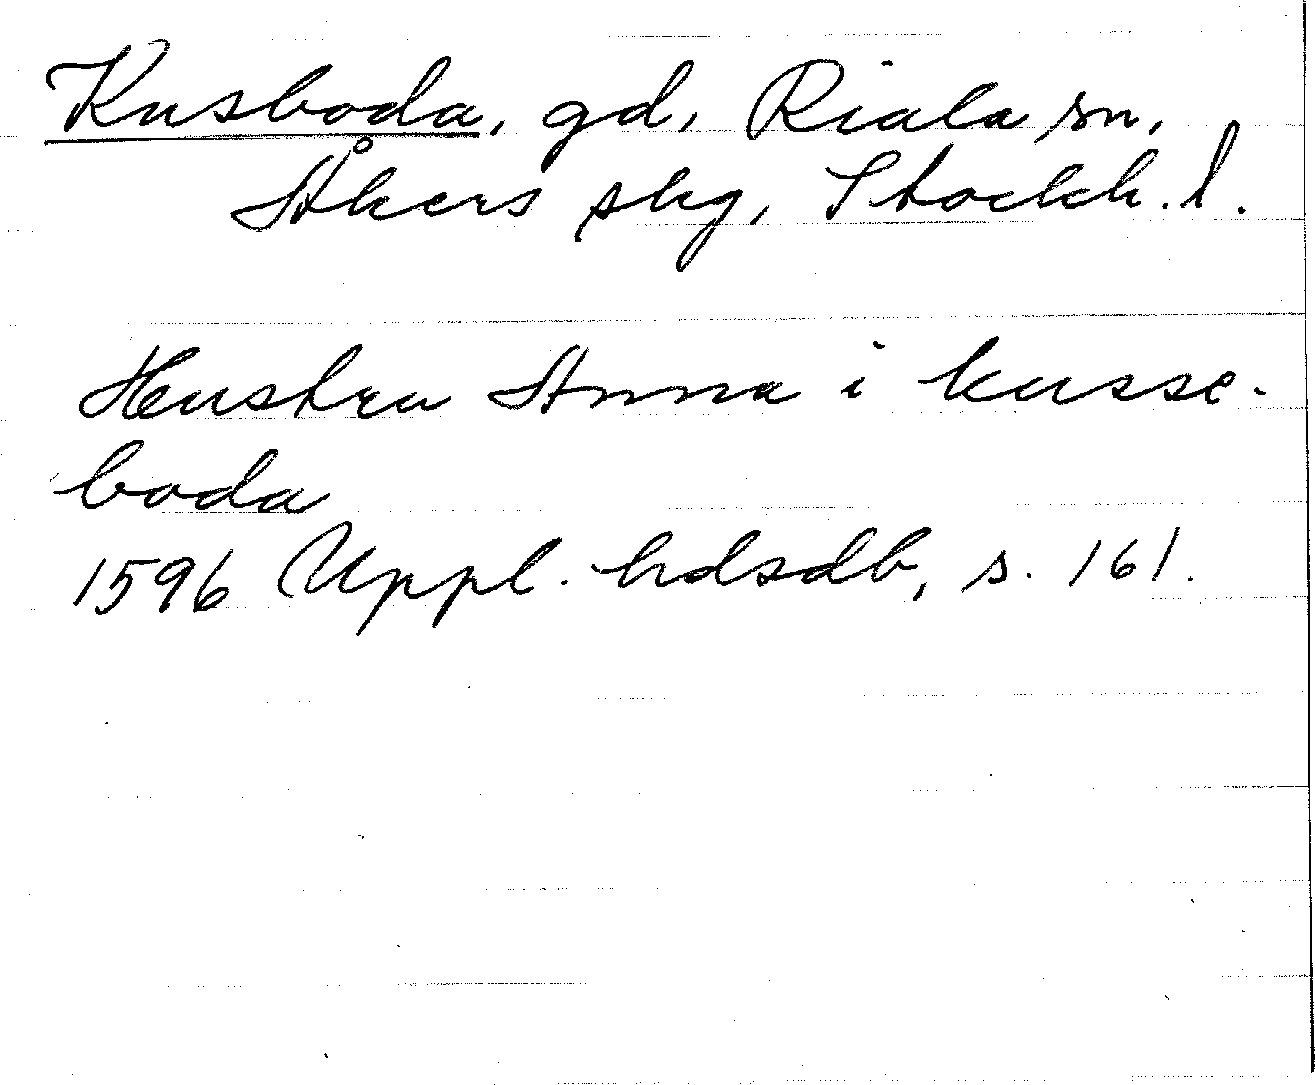 Kusboda, gd, Riala sn,
Åkers skg, Stockh. l.
Hustru Anna i kusse-
boda
1596 Uppl. hdsdb, s. 161.